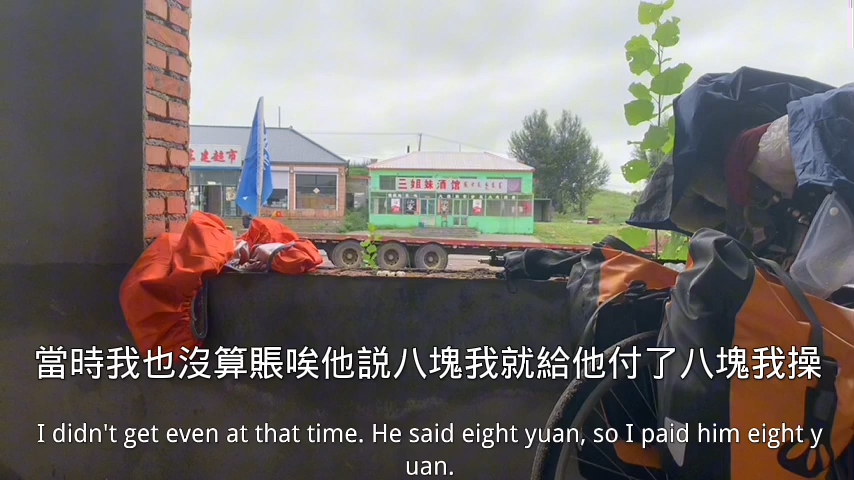 建超市
三姐妹酒馆
當時我也沒算賬唉他説八塊我就給他付了八塊我操
I didn't get even at that time. He said eight yuan, so I paid him eight y
uan.